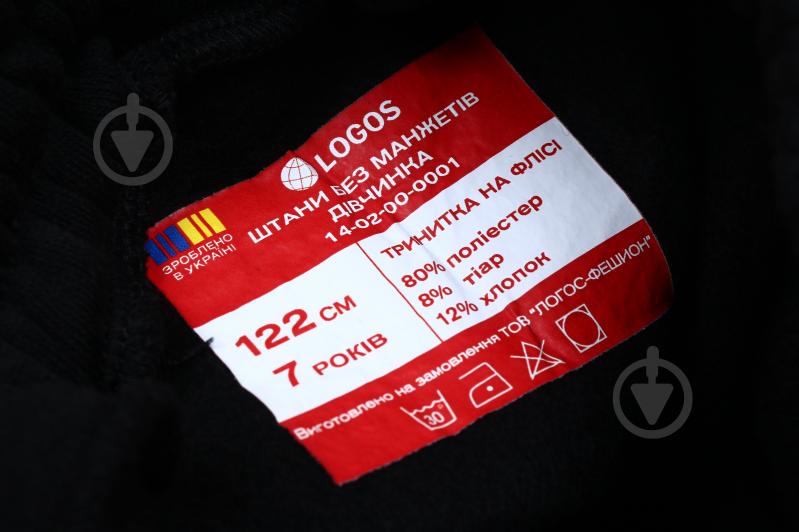 LOGOS
ШТАНИ БЕЗ МАНЖЕТІВ
ДІВЧИНКА
14-02-00-0001
ЗРОБЛЕНО
В УКРАЇНІ
122 СМ
7 РОКІВ
ТРИНИТКА НА ФЛІСІ
80% поліестер
8% тіар
12% хлопок
Виготовлено на замовлення ТОВ "ЛОГОС-ФЕШИОН"
30°